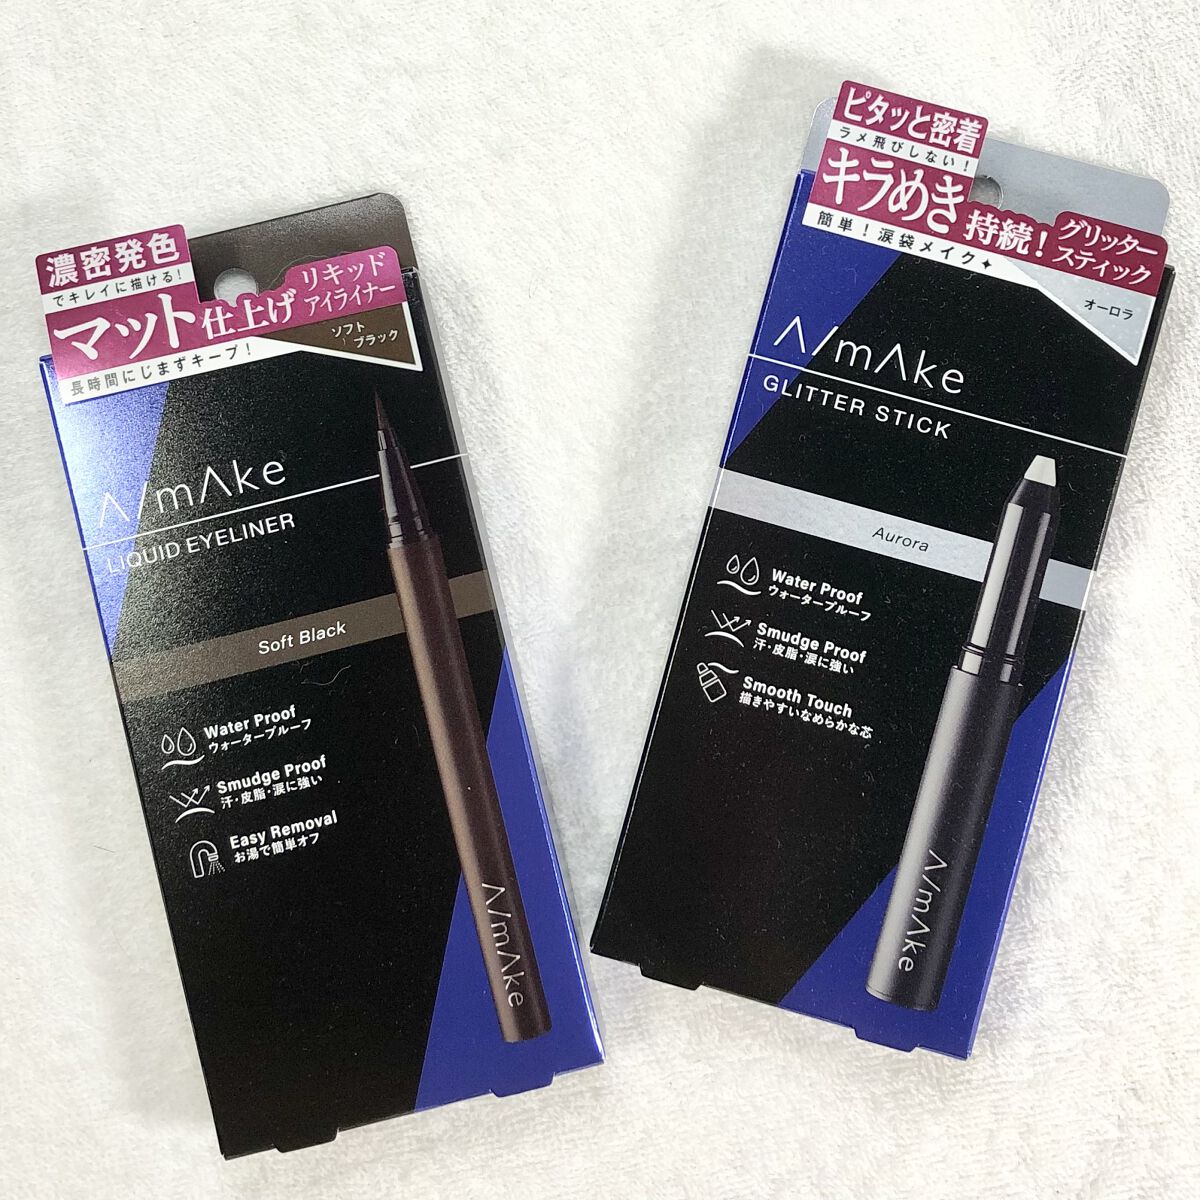 濃密発色
でキレイに描ける!
マット仕上げ
リキッド
アイライナー
長時間にじまずキープ!
ソフト
ブラック
Λ/mΛke
LIQUID EYELINER
Soft Black
Water Proof
ウォータープルーフ
Smudge Proof
汗・皮脂・涙に強い
Easy Removal
お湯で簡単オフ
Λ/mΛke
ピタッと密着
ラメ飛びしない!
キラめき持続!
グリッター
スティック
簡単!涙袋メイク✦
オーロラ
Λ/mΛke
GLITTER STICK
Aurora
Water Proof
ウォータープルーフ
Smudge Proof
汗・皮脂・涙に強い
Smooth Touch
描きやすいなめらかな芯
Λ/mΛke